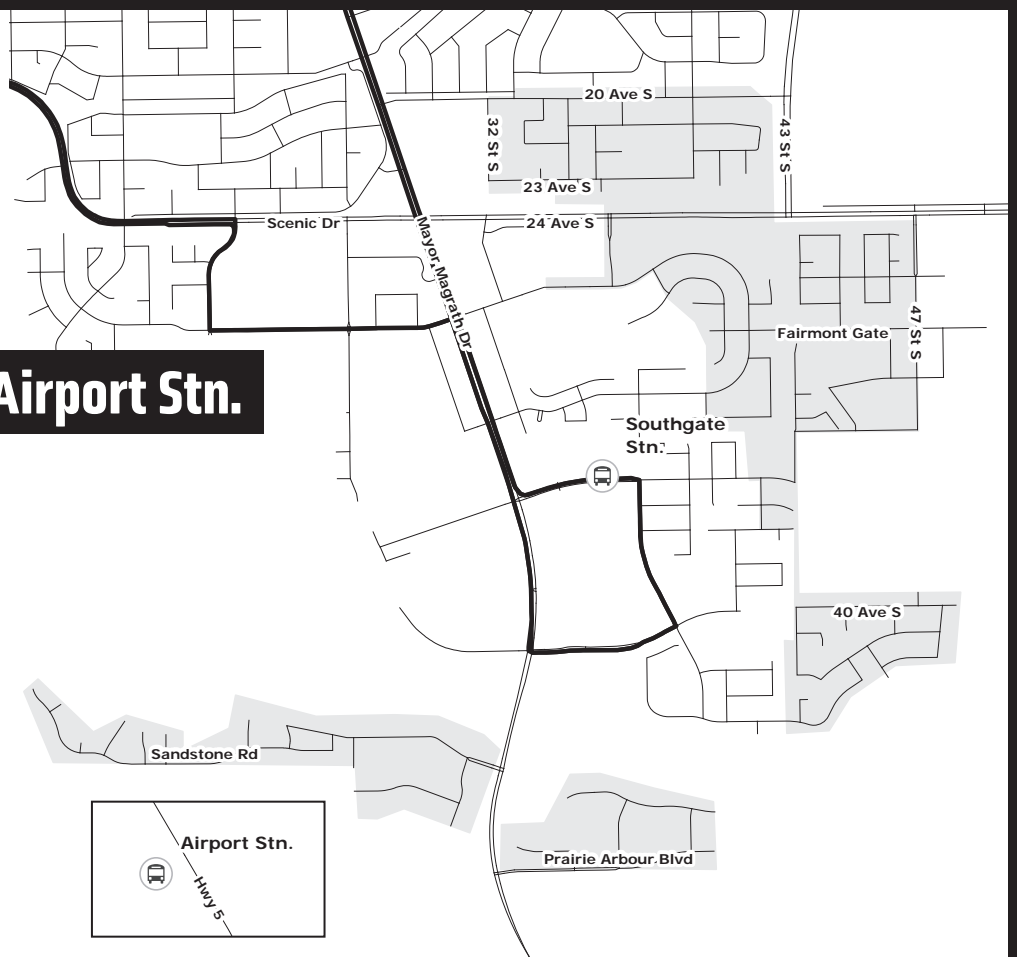 20 Ave S
32 St S
43 St S
23 Ave S
Scenic Dr
24 Ave S
Mayor Magrath Dr
47 St S
Fairmont Gate
Airport Stn.
Southgate
Stn.
40 Ave S
Sandstone Rd
Airport Stn.
Hwy 5
Prairie Arbour Blvd